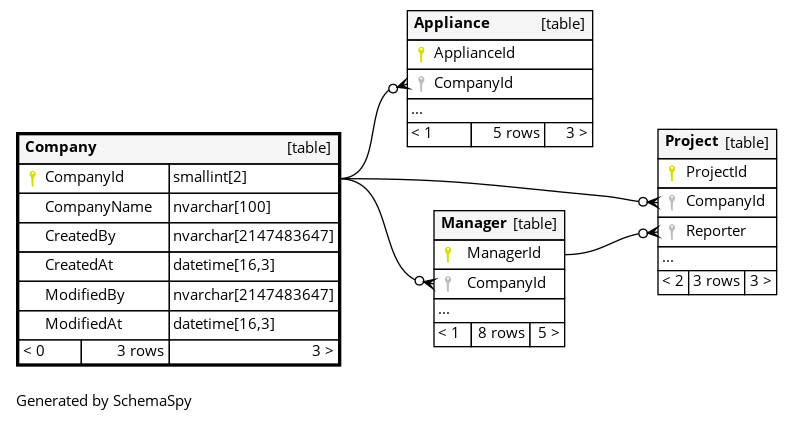 Appliance [table]
ApplianceId
CompanyId
...
< 1 5 rows 3 >
Company [table]
CompanyId smallint[2]
CompanyName nvarchar[100]
CreatedBy nvarchar[2147483647]
CreatedAt datetime[16,3]
ModifiedBy nvarchar[2147483647]
ModifiedAt datetime[16,3]
< 0 3 rows 3 >
Manager [table]
ManagerId
CompanyId
...
< 1 8 rows 5 >
Project [table]
ProjectId
CompanyId
Reporter
...
< 2 3 rows 3 >
Generated by SchemaSpy